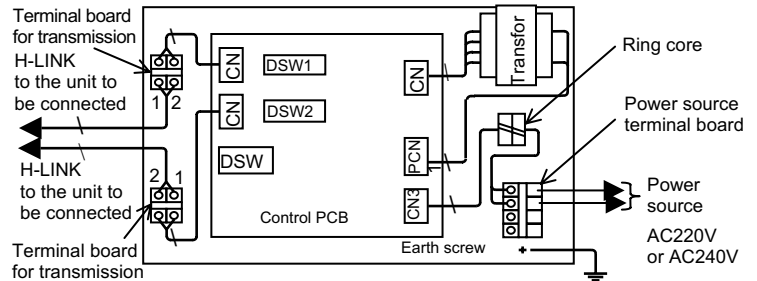 Terminal board
for transmission
H-LINK
to the unit to
be connected
1 2
CN
DSW1
CN
DSW2
DSW
Control PCB
CN
PCN
CN3
Transfor
Ring core
Power source
terminal board
Power
source
AC220V
or AC240V
Earth screw
+
2 1
H-LINK
to the unit to
be connected
Terminal board
for transmission